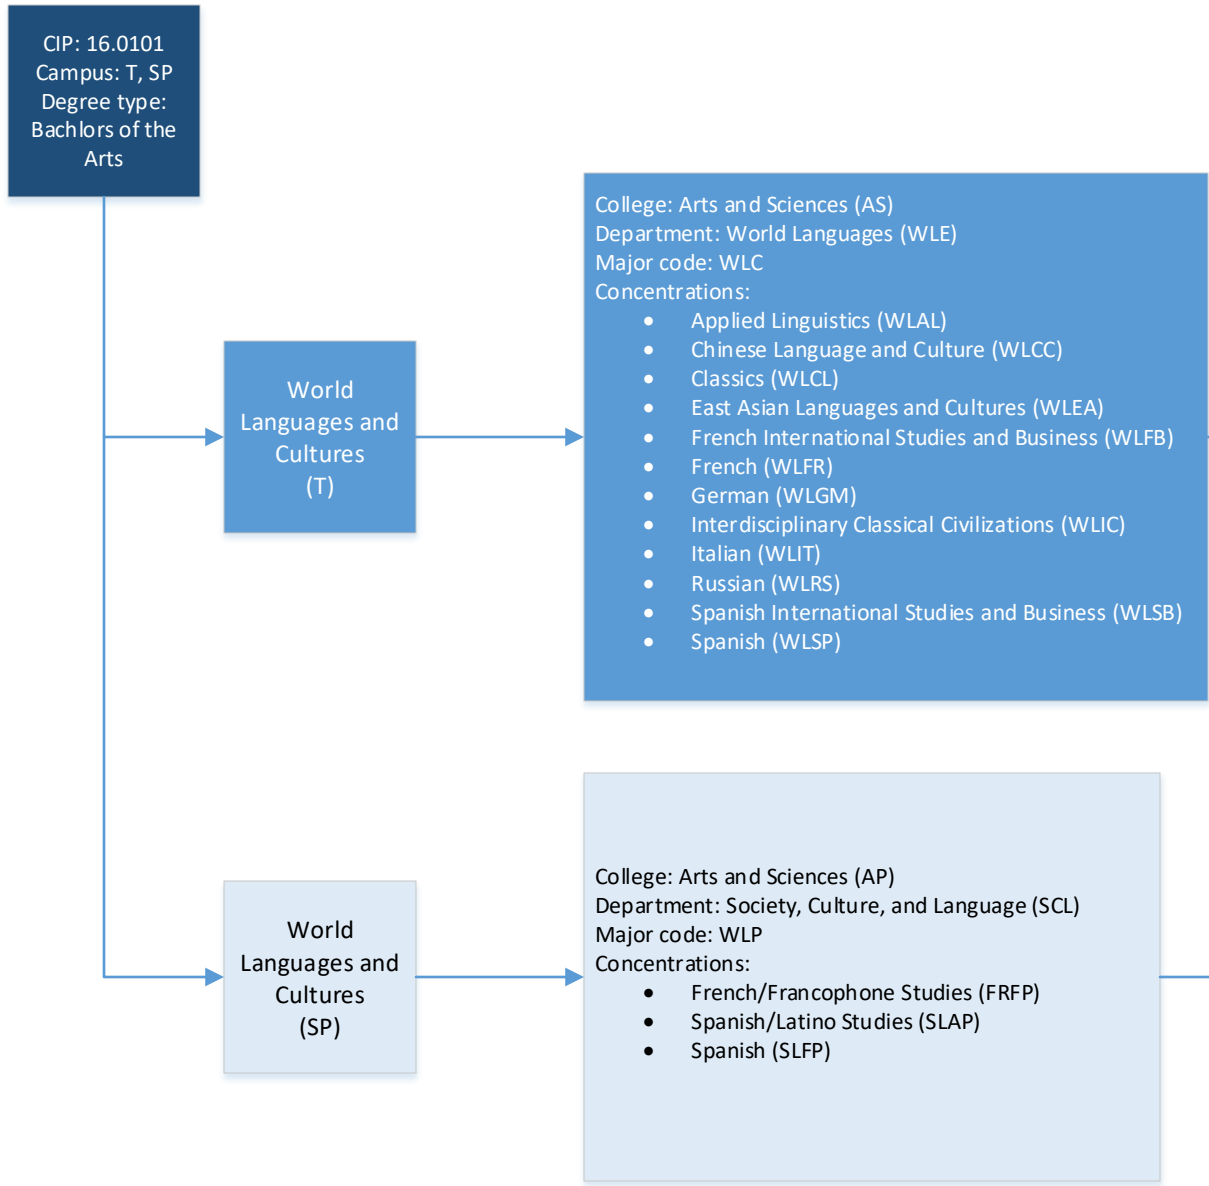 CIP: 16.0101
Campus: T, SP
Degree type:
Bachlors of the
Arts
World
Languages and
Cultures
(T)
College: Arts and Sciences (AS)
Department: World Languages (WLE)
Major code: WLC
Concentrations:
• Applied Linguistics (WLAL)
• Chinese Language and Culture (WLCC)
• Classics (WLCL)
• East Asian Languages and Cultures (WLEA)
• French International Studies and Business (WLFB)
• French (WLFR)
• German (WLGM)
• Interdisciplinary Classical Civilizations (WLIC)
• Italian (WLIT)
• Russian (WLRS)
• Spanish International Studies and Business (WLSB)
• Spanish (WLSP)
World
Languages and
Cultures
(SP)
College: Arts and Sciences (AP)
Department: Society, Culture, and Language (SCL)
Major code: WLP
Concentrations:
• French/Francophone Studies (FRFP)
• Spanish/Latino Studies (SLAP)
• Spanish (SLFP)